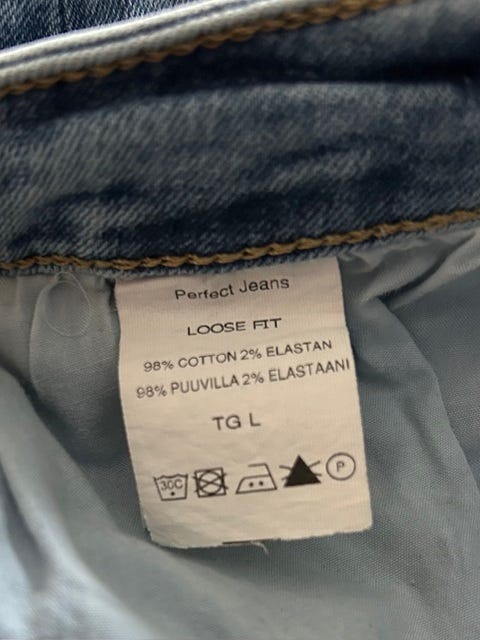 Perfect Jeans
LOOSE FIT
98% COTTON 2% ELASTAN
98% PUUVILLA 2% ELASTAANI
TG L
30C P